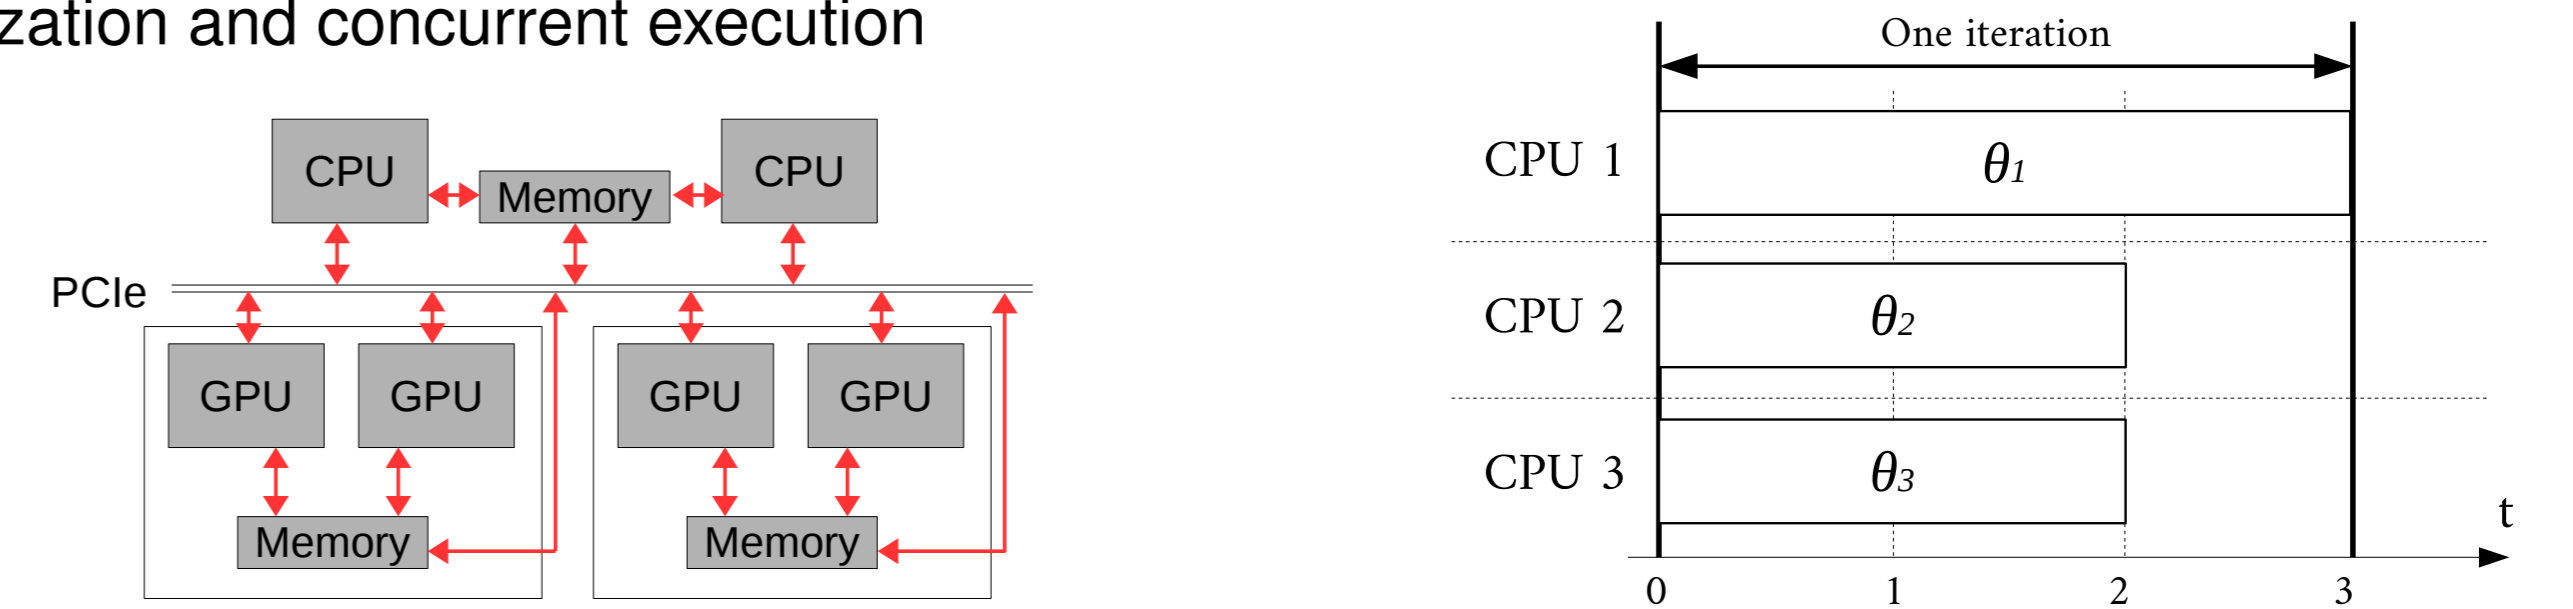 zation and concurrent execution
CPU
Memory
CPU
PCIe
GPU
GPU
GPU
GPU
Memory
Memory
One iteration
CPU 1
θ1
CPU 2
θ2
CPU 3
θ3
t
0 1 2 3